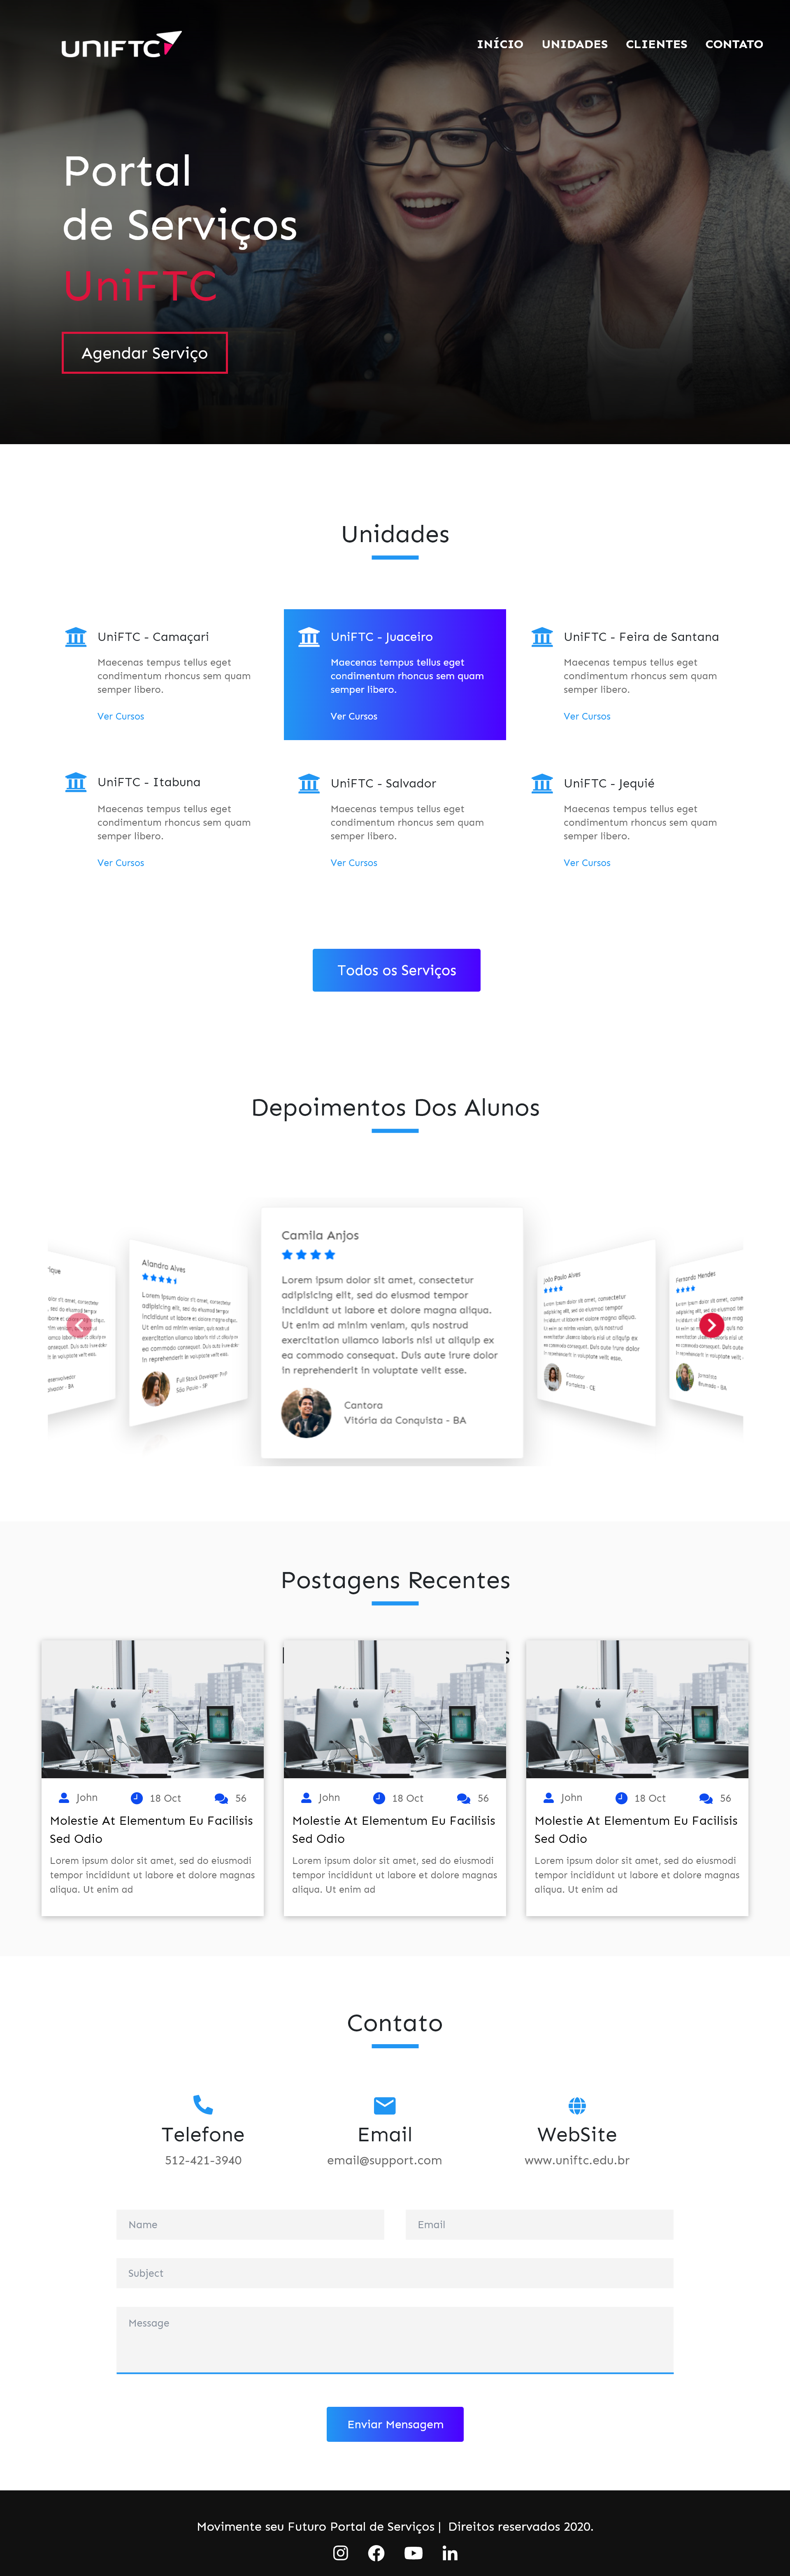 UNIFTC
INÍCIO UNIDADES CLIENTES CONTATO
Portal
de Serviços
UniFTC
Agendar Serviço
Unidades
UniFTC - Camaçari
Maecenas tempus tellus eget
condimentum rhoncus sem quam
semper libero.
Ver Cursos
UniFTC - Juaceiro
Maecenas tempus tellus eget
condimentum rhoncus sem quam
semper libero.
Ver Cursos
UniFTC - Feira de Santana
Maecenas tempus tellus eget
condimentum rhoncus sem quam
semper libero.
Ver Cursos
UniFTC - Itabuna
Maecenas tempus tellus eget
condimentum rhoncus sem quam
semper libero.
Ver Cursos
UniFTC - Salvador
Maecenas tempus tellus eget
condimentum rhoncus sem quam
semper libero.
Ver Cursos
UniFTC - Jequié
Maecenas tempus tellus eget
condimentum rhoncus sem quam
semper libero.
Ver Cursos
Todos os Serviços
Depoimentos Dos Alunos
Alandro Alves
Lorem ipsum dolor sit amet, consectetur
adipisicing elit, sed do eiusmod tempor
incididunt ut labore et dolore magna aliqua.
Ut enim ad minim veniam, quis nostrud
exercitation ullamco laboris nisi ut aliquip ex
ea commodo consequat. Duis aute irure dolor
in reprehenderit in voluptate velit esse.
Full Stack Developer PHP
São Paulo - SP
Camila Anjos
Lorem ipsum dolor sit amet, consectetur
adipisicing elit, sed do eiusmod tempor
incididunt ut labore et dolore magna aliqua.
Ut enim ad minim veniam, quis nostrud
exercitation ullamco laboris nisi ut aliquip ex
ea commodo consequat. Duis aute irure dolor
in reprehenderit in voluptate velit esse.
Cantora
Vitória da Conquista - BA
João Paulo Alves
Lorem ipsum dolor sit amet, consectetur
adipisicing elit, sed do eiusmod tempor
incididunt ut labore et dolore magna aliqua.
Ut enim ad minim veniam, quis nostrud
exercitation ullamco laboris nisi ut aliquip ex
ea commodo consequat. Duis aute irure dolor
in reprehenderit in voluptate velit esse.
Contador
Fortaleza - CE
Fernando Mendes
Jornalista
Brumado - BA
Postagens Recentes
John 18 Oct 56
Molestie At Elementum Eu Facilisis
Sed Odio
Lorem ipsum dolor sit amet, sed do eiusmodi
tempor incididunt ut labore et dolore magnas
aliqua. Ut enim ad
John 18 Oct 56
Molestie At Elementum Eu Facilisis
Sed Odio
Lorem ipsum dolor sit amet, sed do eiusmodi
tempor incididunt ut labore et dolore magnas
aliqua. Ut enim ad
John 18 Oct 56
Molestie At Elementum Eu Facilisis
Sed Odio
Lorem ipsum dolor sit amet, sed do eiusmodi
tempor incididunt ut labore et dolore magnas
aliqua. Ut enim ad
Contato
Telefone
512-421-3940
Email
email@support.com
WebSite
www.uniftc.edu.br
Name
Email
Subject
Message
Enviar Mensagem
Movimente seu Futuro Portal de Serviços | Direitos reservados 2020.